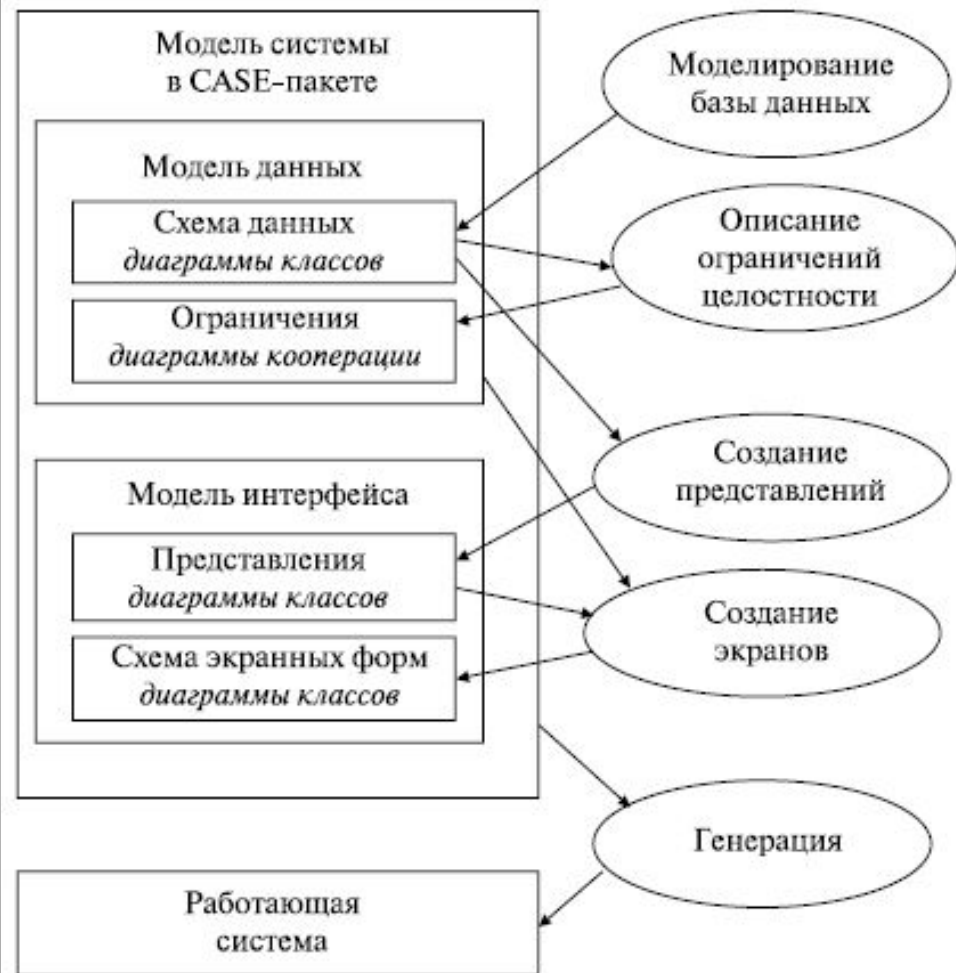 Модель системы
в CASE-пакете
Модель данных
Схема данных
диаграммы классов
Ограничения
диаграммы кооперации
Модель интерфейса
Представления
диаграммы классов
Схема экранных форм
диаграммы классов
Работающая
система
Моделирование
базы данных
Описание
ограничений
целостности
Создание
представлений
Создание
экранов
Генерация